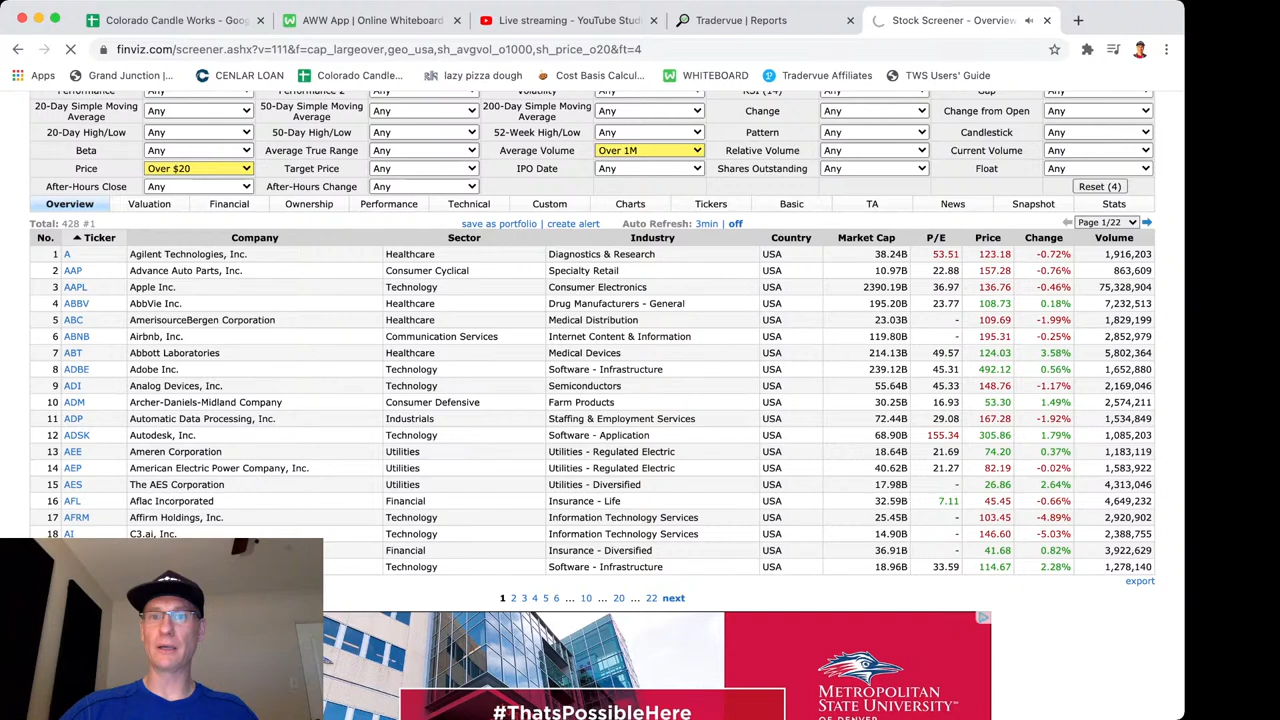 Colorado Candle Works - Goog
AWW App | Online Whiteboard
Live streaming - YouTube Stud
Tradervue | Reports
Stock Screener - Overview
finviz.com/screener.ashx?v=111&f=cap_largeover,geo_usa,sh_avgvol_o1000,sh_price_o20&ft=4
Apps Grand Junction |... CENLAR LOAN Colorado Candle... lazy pizza dough Cost Basis Calcul... WHITEBOARD Tradervue Affiliates TWS Users' Guide
20-Day Simple Moving Average Any 50-Day Simple Moving Average Any 200-Day Simple Moving Average Any Change Any Change from Open Any
20-Day High/Low Any 50-Day High/Low Any 52-Week High/Low Any Pattern Any Candlestick Any
Beta Any Average True Range Any Average Volume Over 1M Relative Volume Any Current Volume Any
Price Over $20 Target Price Any IPO Date Any Shares Outstanding Any Float Any
After-Hours Close Any After-Hours Change Any Reset (4)
Overview Valuation Financial Ownership Performance Technical Custom Charts Tickers Basic TA News Snapshot Stats
Total: 428 #1 save as portfolio | create alert Auto Refresh: 3min | off Page 1/22
No. Ticker Company Sector Industry Country Market Cap P/E Price Change Volume
1 A Agilent Technologies, Inc. Healthcare Diagnostics & Research USA 38.24B 53.51 123.18 -0.72% 1,916,203
2 AAP Advance Auto Parts, Inc. Consumer Cyclical Specialty Retail USA 10.97B 22.88 157.28 -0.76% 863,609
3 AAPL Apple Inc. Technology Consumer Electronics USA 2390.19B 36.97 136.76 -0.46% 75,328,904
4 ABBV AbbVie Inc. Healthcare Drug Manufacturers - General USA 195.20B 23.77 108.73 0.18% 7,232,513
5 ABC AmerisourceBergen Corporation Healthcare Medical Distribution USA 23.03B - 109.69 -1.99% 1,829,199
6 ABNB Airbnb, Inc. Communication Services Internet Content & Information USA 119.80B - 195.31 -0.25% 2,852,979
7 ABT Abbott Laboratories Healthcare Medical Devices USA 214.13B 49.57 124.03 3.58% 5,802,364
8 ADBE Adobe Inc. Technology Software - Infrastructure USA 239.12B 45.31 492.12 0.56% 1,652,880
9 ADI Analog Devices, Inc. Technology Semiconductors USA 55.64B 45.33 148.76 -1.17% 2,169,046
10 ADM Archer-Daniels-Midland Company Consumer Defensive Farm Products USA 30.25B 16.93 53.30 1.49% 2,574,211
11 ADP Automatic Data Processing, Inc. Industrials Staffing & Employment Services USA 72.44B 29.08 167.28 -1.92% 1,534,849
12 ADSK Autodesk, Inc. Technology Software - Application USA 68.90B 155.34 305.86 1.79% 1,085,203
13 AEE Ameren Corporation Utilities Utilities - Regulated Electric USA 18.64B 21.69 74.20 0.37% 1,183,119
14 AEP American Electric Power Company, Inc. Utilities Utilities - Regulated Electric USA 40.62B 21.27 82.19 -0.02% 1,583,922
15 AES The AES Corporation Utilities Utilities - Diversified USA 17.98B - 26.86 2.64% 4,313,046
16 AFL Aflac Incorporated Financial Insurance - Life USA 32.59B 7.11 45.45 -0.66% 4,649,232
17 AFRM Affirm Holdings, Inc. Technology Information Technology Services USA 25.45B - 103.45 -4.89% 2,920,902
18 AI C3.ai, Inc. Technology Information Technology Services USA 14.90B - 146.60 -5.03% 2,388,755
Financial Insurance - Diversified USA 36.91B - 41.68 0.82% 3,922,629
Technology Software - Infrastructure USA 18.96B 33.59 114.67 2.28% 1,278,140
export
1 2 3 4 5 6 ... 10 ... 20 ... 22 next
METROPOLITAN
STATE UNIVERSITY
#ThatsPossibleHere